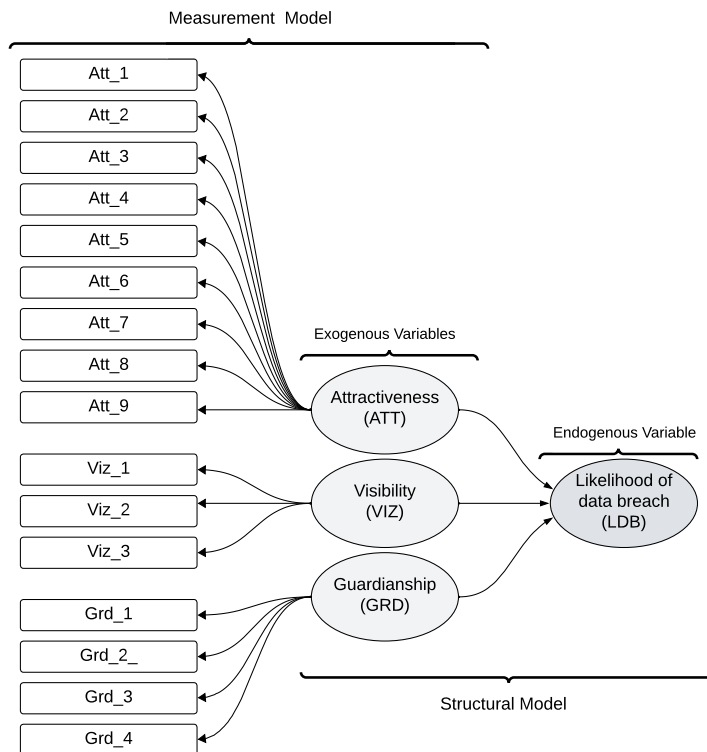 Measurement  Model
Att_1
Att_2
Att_3
Att_4
Att_5
Att_6
Att_7
Att_8
Att_9
Exogenous Variables
Attractiveness
(ATT)
Endogenous Variable
Likelihood of
data breach
(LDB)
Viz_1
Viz_2
Viz_3
Visibility
(VIZ)
Guardianship
(GRD)
Grd_1
Grd_2_
Grd_3
Grd_4
Structural Model